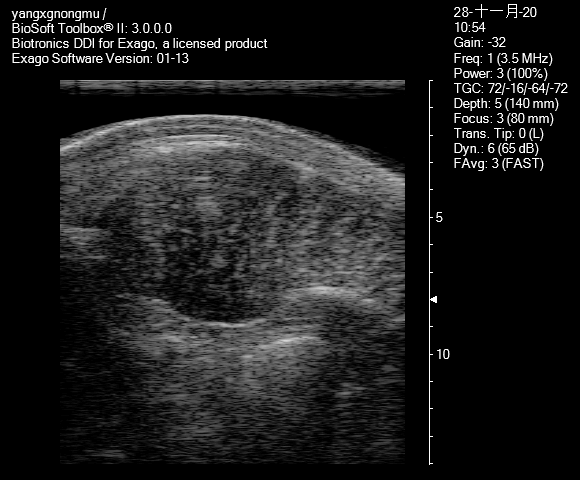 yangxgnongmu /
BioSoft Toolbox® II: 3.0.0.0
Biotronics DDI for Exago, a licensed product
Exago Software Version: 01-13
28-十一月-20
10:54
Gain: -32
Freq: 1 (3.5 MHz)
Power: 3 (100%)
TGC: 72/-16/-64/-72
Depth: 5 (140 mm)
Focus: 3 (80 mm)
Trans. Tip: 0 (L)
Dyn.: 6 (65 dB)
FAvg: 3 (FAST)
5
10